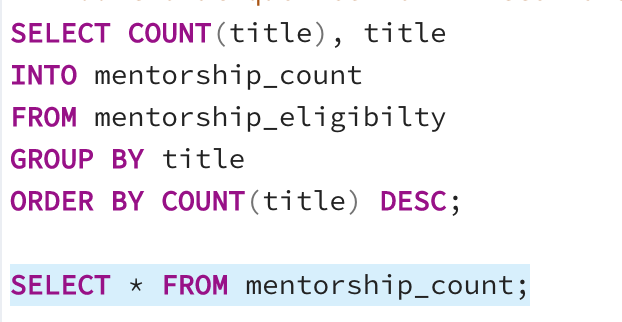 SELECT COUNT(title), title
INTO mentorship_count
FROM mentorship_eligibilty
GROUP BY title
ORDER BY COUNT(title) DESC;
SELECT * FROM mentorship_count;